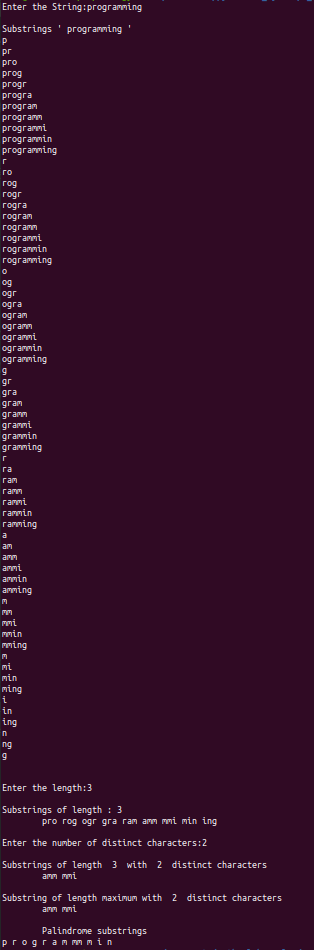 Enter the String:programming
Substrings ' programming '
p
pr
pro
prog
progr
progra
program
programm
programmi
programmin
programming
r
ro
rog
rogr
rogra
rogram
rogramm
rogrammi
rogrammin
rogramming
o
og
ogr
ogra
ogram
ogramm
ogrammi
ogrammin
ogramming
g
gr
gra
gram
gramm
grammi
grammin
gramming
r
ra
ram
ramm
rammi
rammin
ramming
a
am
amm
ammi
ammin
amming
m
mm
mmi
mmin
mming
m
mi
min
ming
i
in
ing
n
ng
g
Enter the length:3
Substrings of length : 3
pro rog ogr gra ram amm mmi min ing
Enter the number of distinct characters:2
Substrings of length  3  with  2  distinct characters
amm mmi
Substring of length maximum with  2  distinct characters
amm mmi
Palindrome substrings
p r o g r a m mm m i n